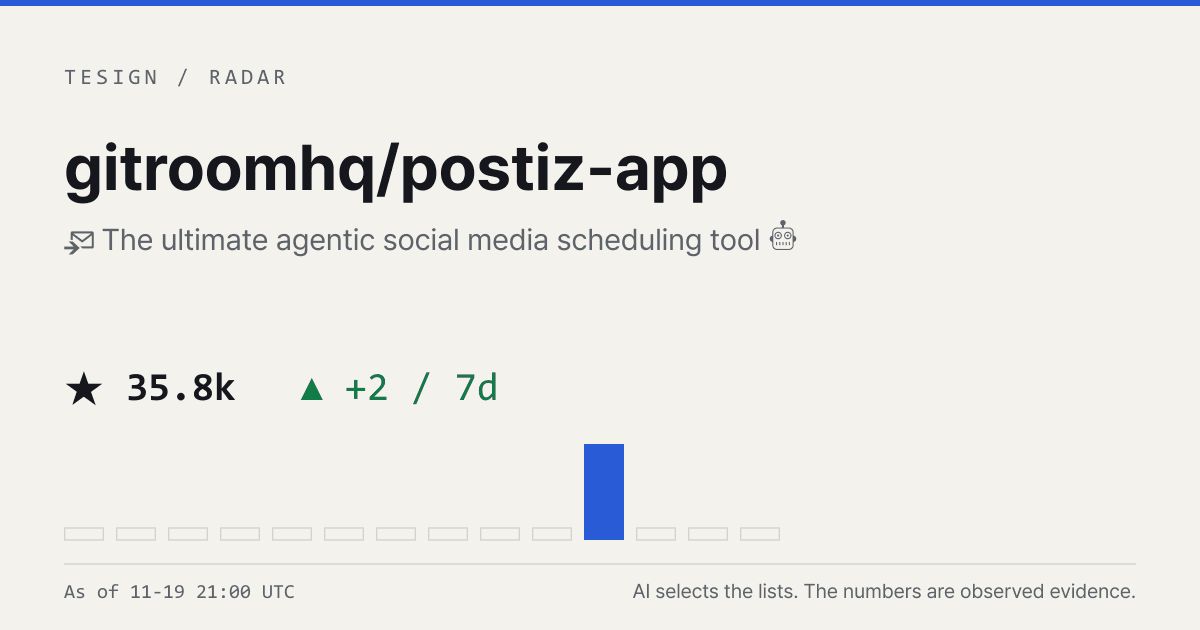 TESIGN / RADAR
gitroomhq/postiz-app
📨 The ultimate agentic social media scheduling tool 🤖
★ 35.8k ▲ +2 / 7d
As of 11-19 21:00 UTC
AI selects the lists. The numbers are observed evidence.